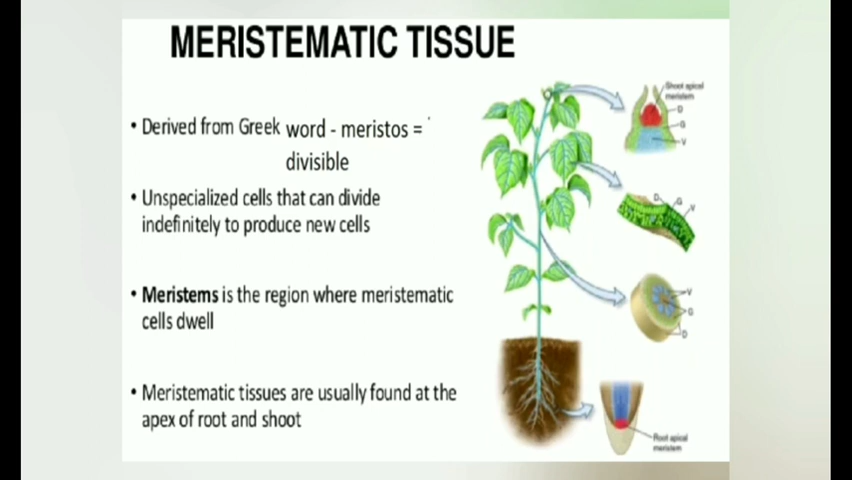 MERISTEMATIC TISSUE
• Derived from Greek word - meristos =
divisible
• Unspecialized cells that can divide
indefinitely to produce new cells
• Meristems is the region where meristematic
cells dwell
• Meristematic tissues are usually found at the
apex of root and shoot
Shoot apical
meristem
D
G
V
D
G
V
V
G
D
Root apical
meristem